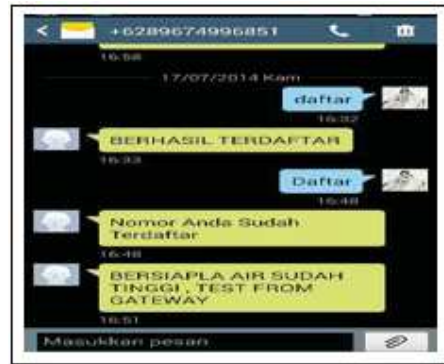 +6289674996851
16:58
17/07/2014 Kam
daftar
16:32
BERHASIL TERDAFTAR
16:33
Daftar
16:48
Nomor Anda Sudah
Terdaftar
16:48
BERSIAPLA AIR SUDAH
TINGGI , TEST FROM
GATEWAY
16:51
Masukkan pesan